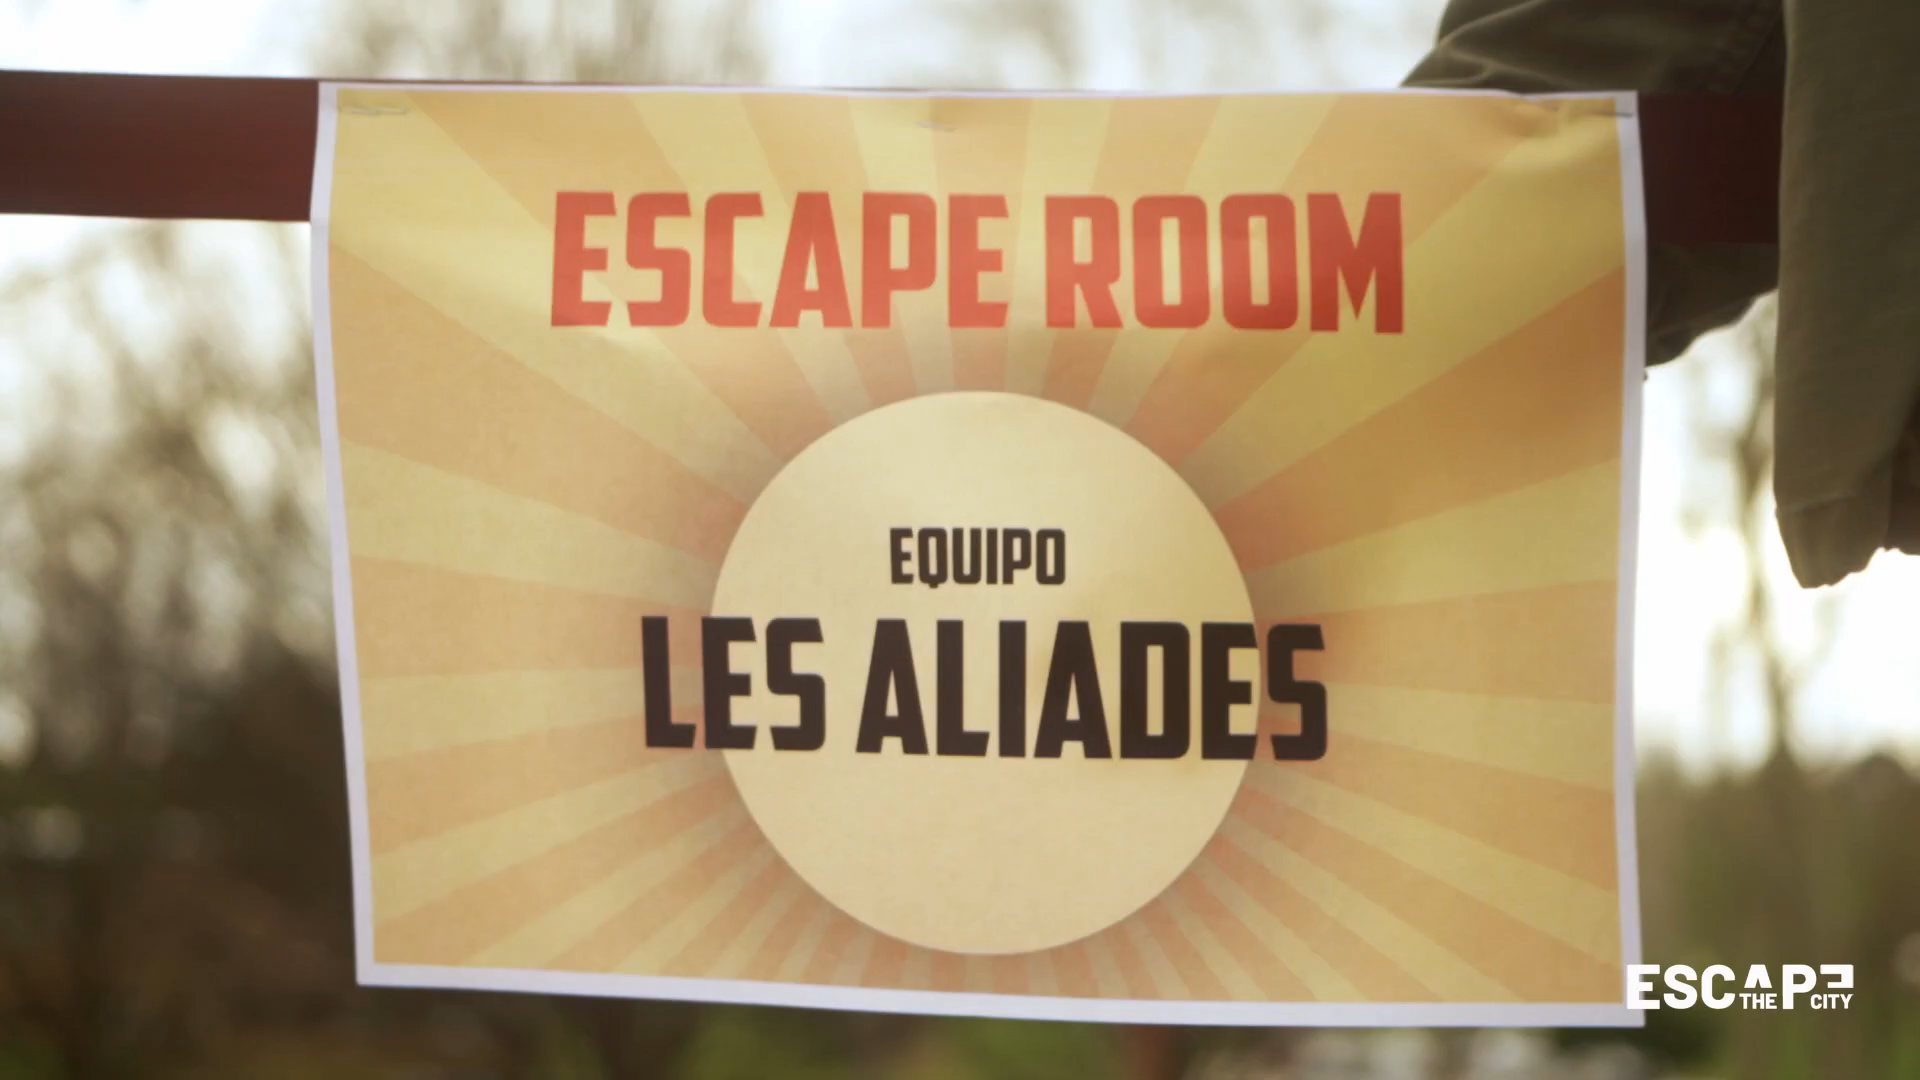 ESCAPE ROOM
EQUIPO
LES ALIADES
ESCAPE
THE CITY